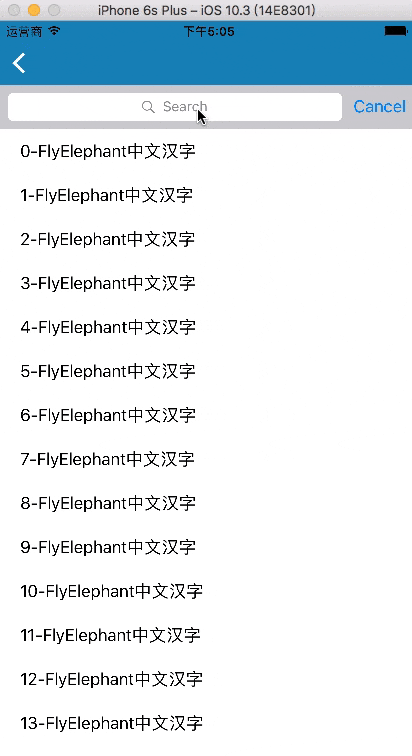 iPhone 6s Plus – iOS 10.3 (14E8301)
运营商 下午5:05
Search Cancel
0-FlyElephant中文汉字
1-FlyElephant中文汉字
2-FlyElephant中文汉字
3-FlyElephant中文汉字
4-FlyElephant中文汉字
5-FlyElephant中文汉字
6-FlyElephant中文汉字
7-FlyElephant中文汉字
8-FlyElephant中文汉字
9-FlyElephant中文汉字
10-FlyElephant中文汉字
11-FlyElephant中文汉字
12-FlyElephant中文汉字
13-FlyElephant中文汉字